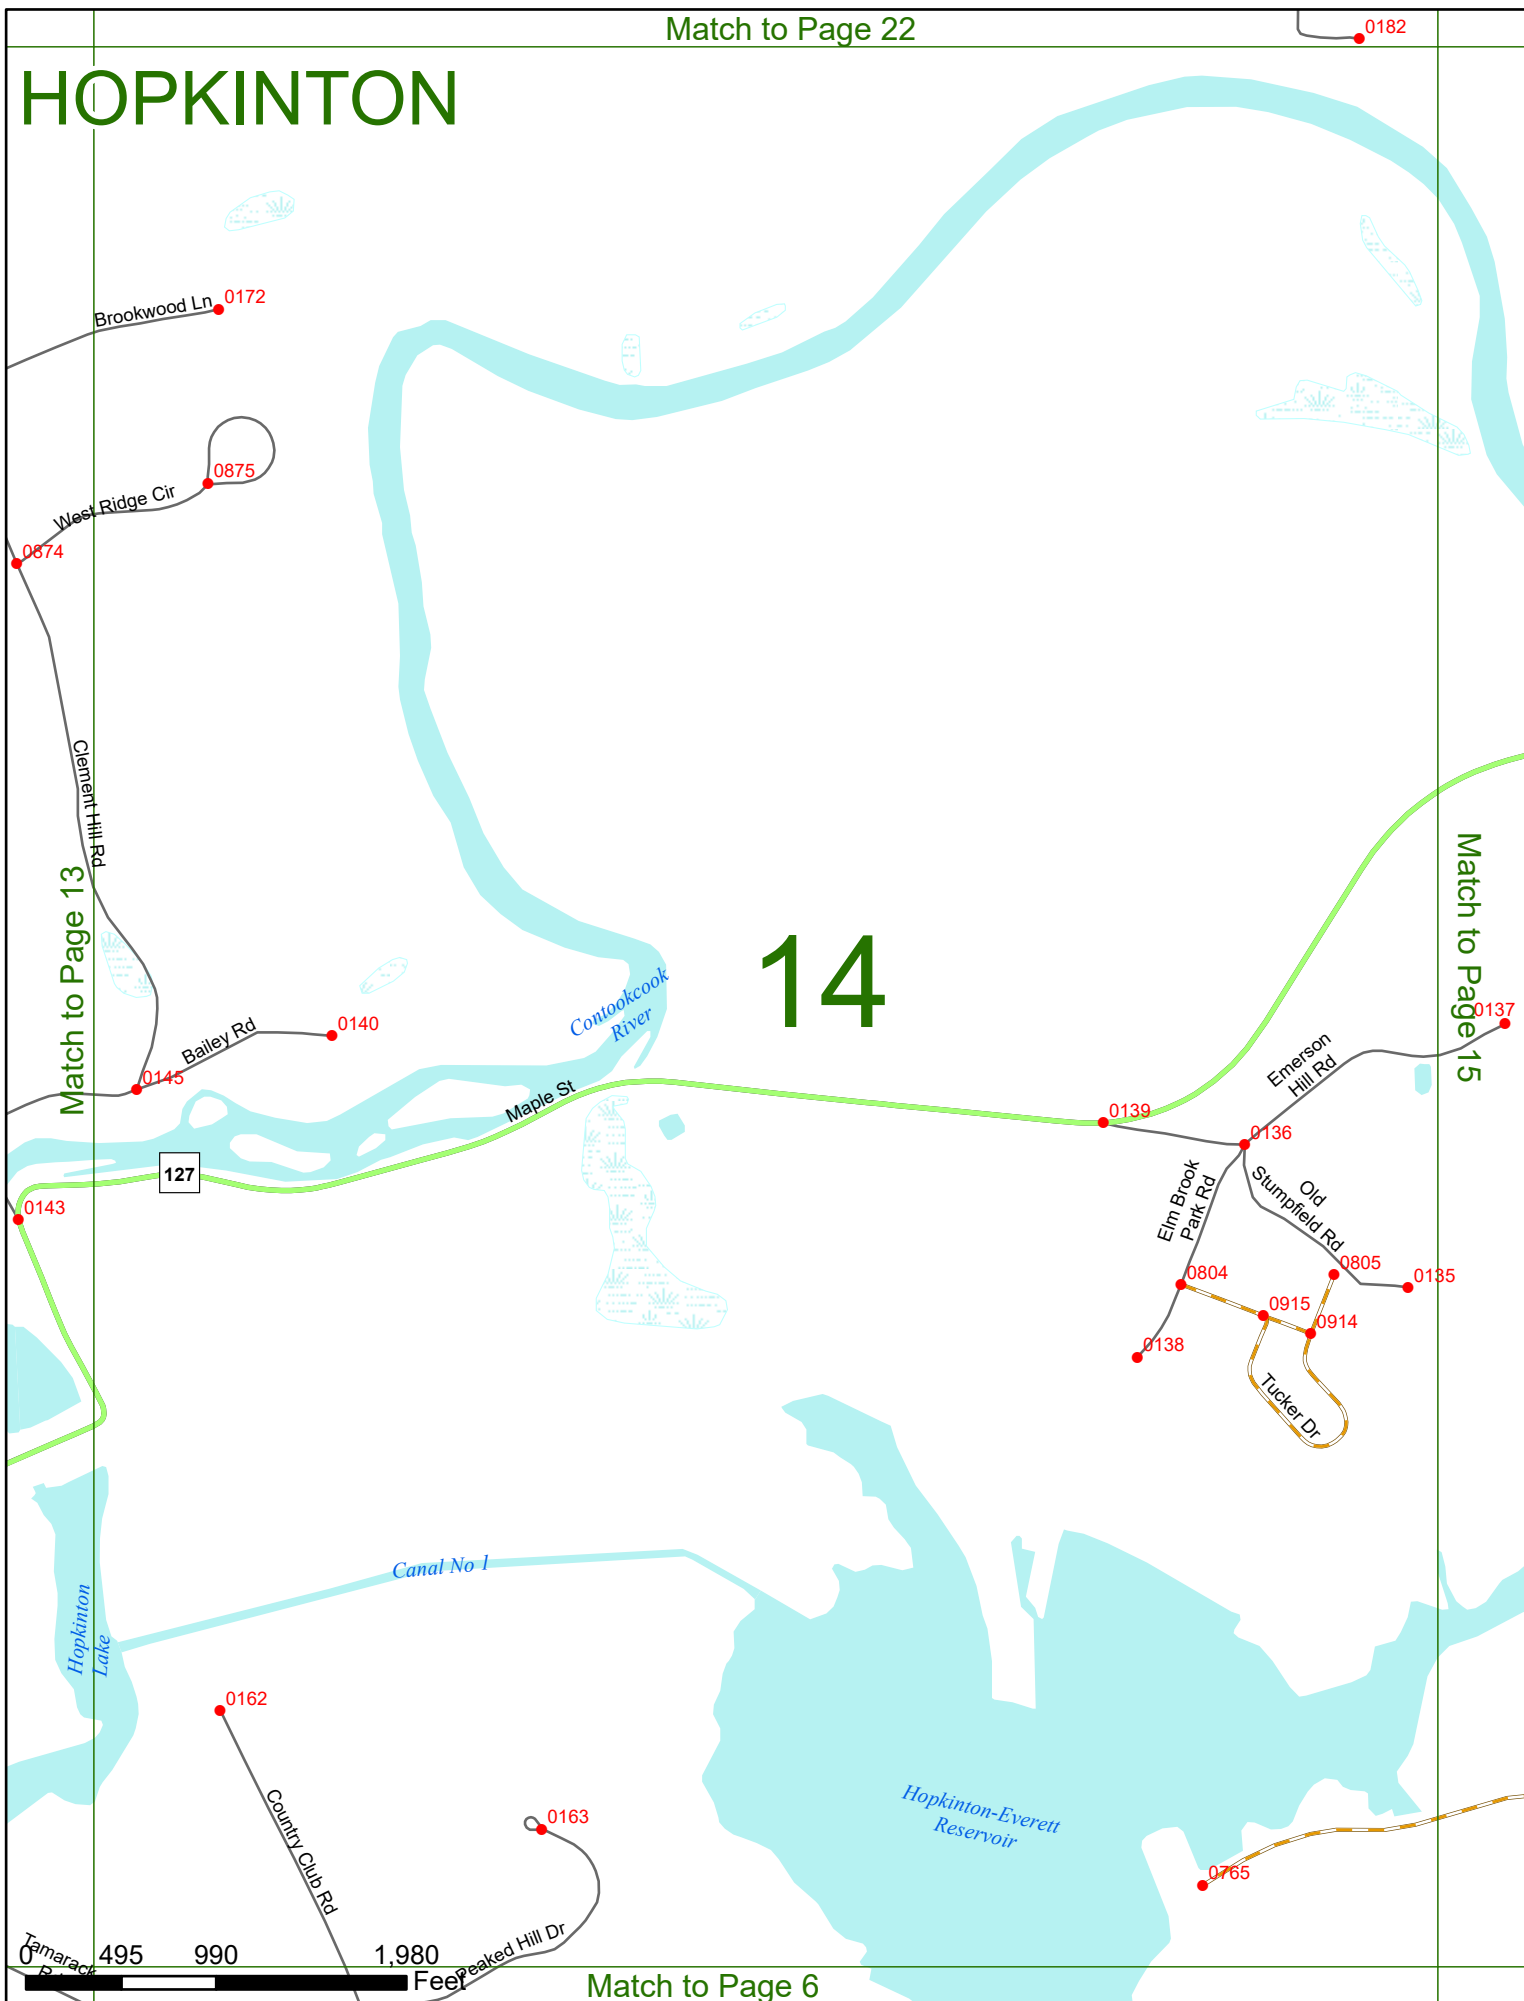 Match to Page 22
0182
HOPKINTON
Brookwood Ln
0172
0875
West Ridge Cir
0874
Clement Hill Rd
Match to Page 13
Match to Page 15
14
Contookcook
River
0137
0140
Bailey Rd
Emerson
Hill Rd
0145
Maple St
0139
0136
127
Elm Brook
Park Rd
Old
Stumpfield Rd
0143
0804
0805
0135
0915
0914
0138
Tucker Dr
Canal No 1
Hopkinton
Lake
0162
Country Club Rd
0163
Hopkinton-Everett
Reservoir
0765
Peaked Hill Dr
Tamarack
0 495 990 1,980
Feet
Match to Page 6